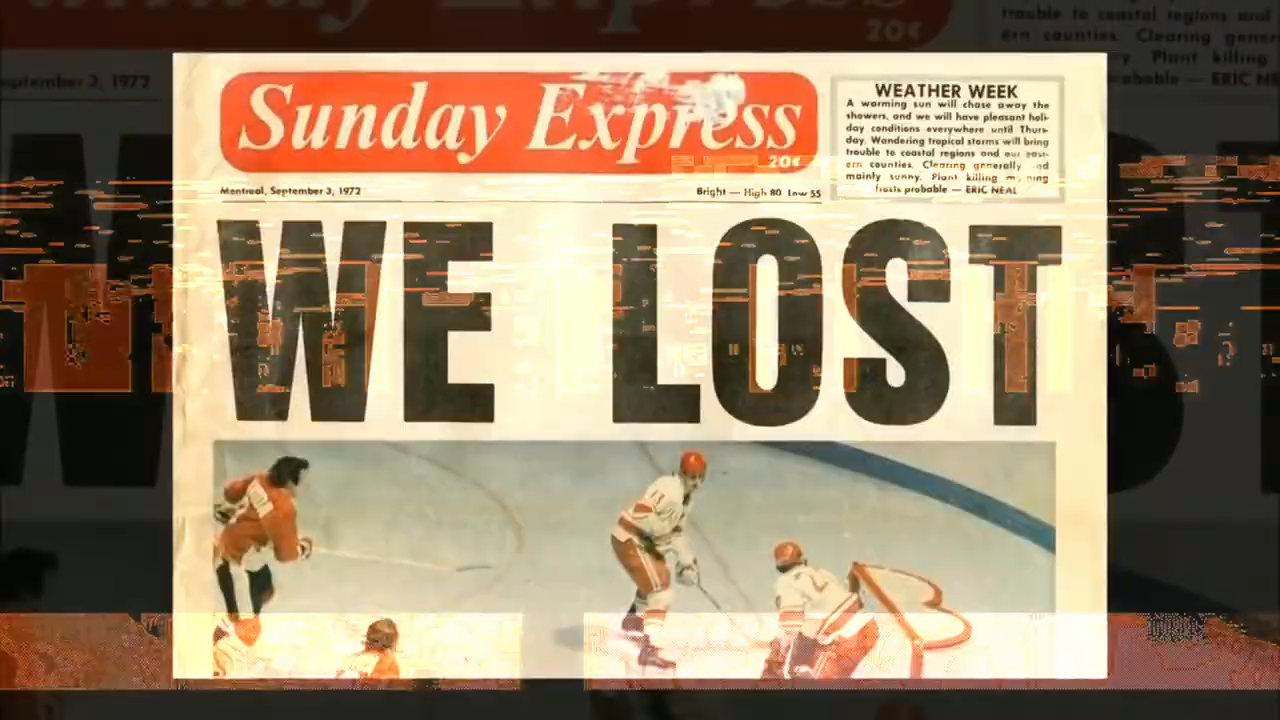 Sunday Express
20¢
WEATHER WEEK
A warming sun will chase away the
showers, and we will have pleasant holi-
day conditions everywhere until Thurs-
day. Wandering tropical storms will bring
trouble to coastal regions and our east-
ern counties. Clearing generally and
mainly sunny. Plant killing morning
frosts probable — ERIC NEAL
Montreal, September 3, 1972
Bright — High 80 Low 55
WE LOST